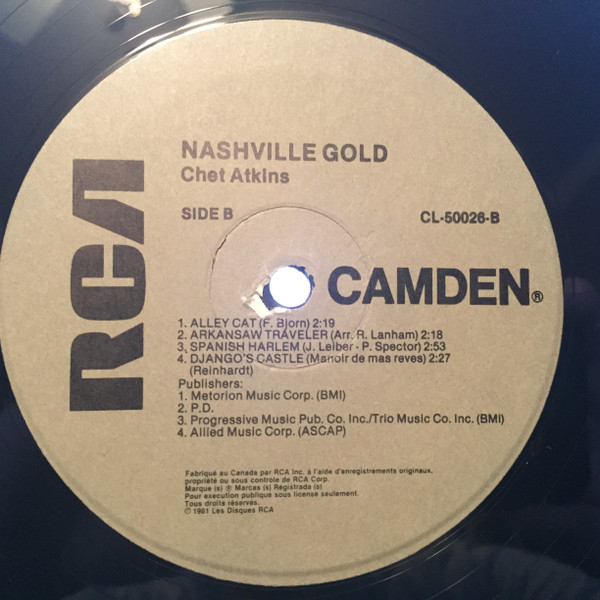 RCA
NASHVILLE GOLD
Chet Atkins
SIDE B
CL-50026-B
CAMDEN®
1. ALLEY CAT (F. Bjorn) 2:19
2. ARKANSAW TRAVELER (Arr. R. Lanham) 2:18
3. SPANISH HARLEM (J. Leiber - P. Spector) 2:53
4. DJANGO'S CASTLE (Manoir de mas reves) 2:27
(Reinhardt)
Publishers:
1. Metorion Music Corp. (BMI)
2. P.D.
3. Progressive Music Pub. Co. Inc./Trio Music Co. Inc. (BMI)
4. Allied Music Corp. (ASCAP)
Fabriqué au Canada par RCA Inc. à l'aide d'enregistrements originaux,
propriété ou sous controle de RCA Corp.
Marque (s) ® Marcas (s) Registrada (s)
Pour execution publique sous license seulement.
Tous droits réservés.
© 1981 Les Disques RCA